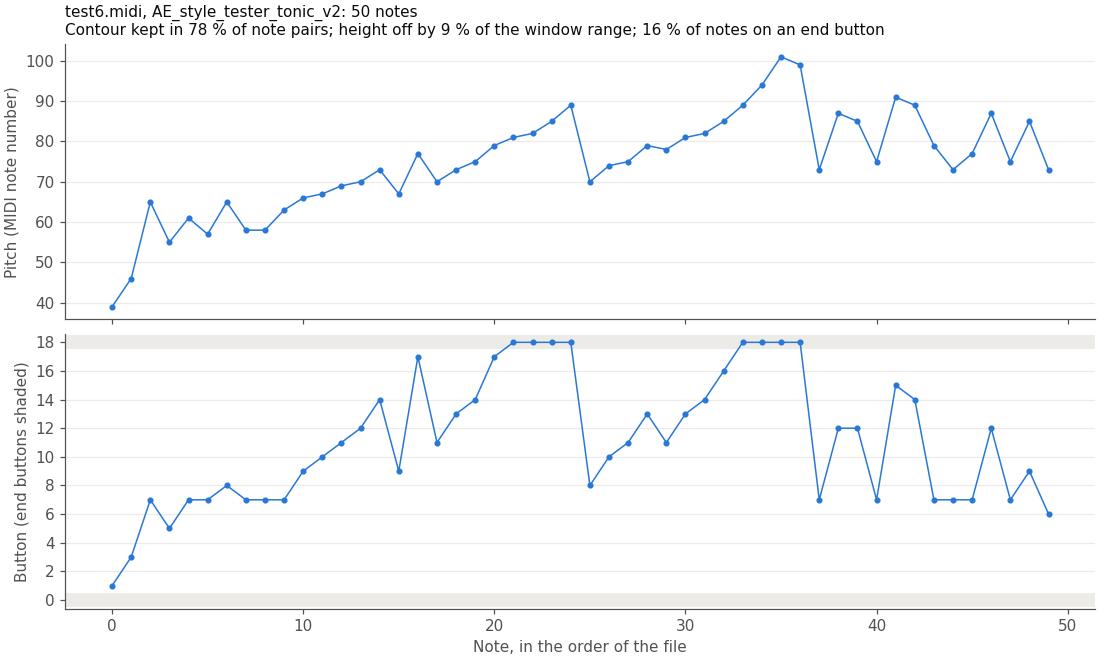 test6.midi, AE_style_tester_tonic_v2: 50 notes
Contour kept in 78 % of note pairs; height off by 9 % of the window range; 16 % of notes on an end button
Pitch (MIDI note number)
100
90
80
70
60
50
40
Button (end buttons shaded)
18
16
14
12
10
8
6
4
2
0
0 10 20 30 40 50
Note, in the order of the file